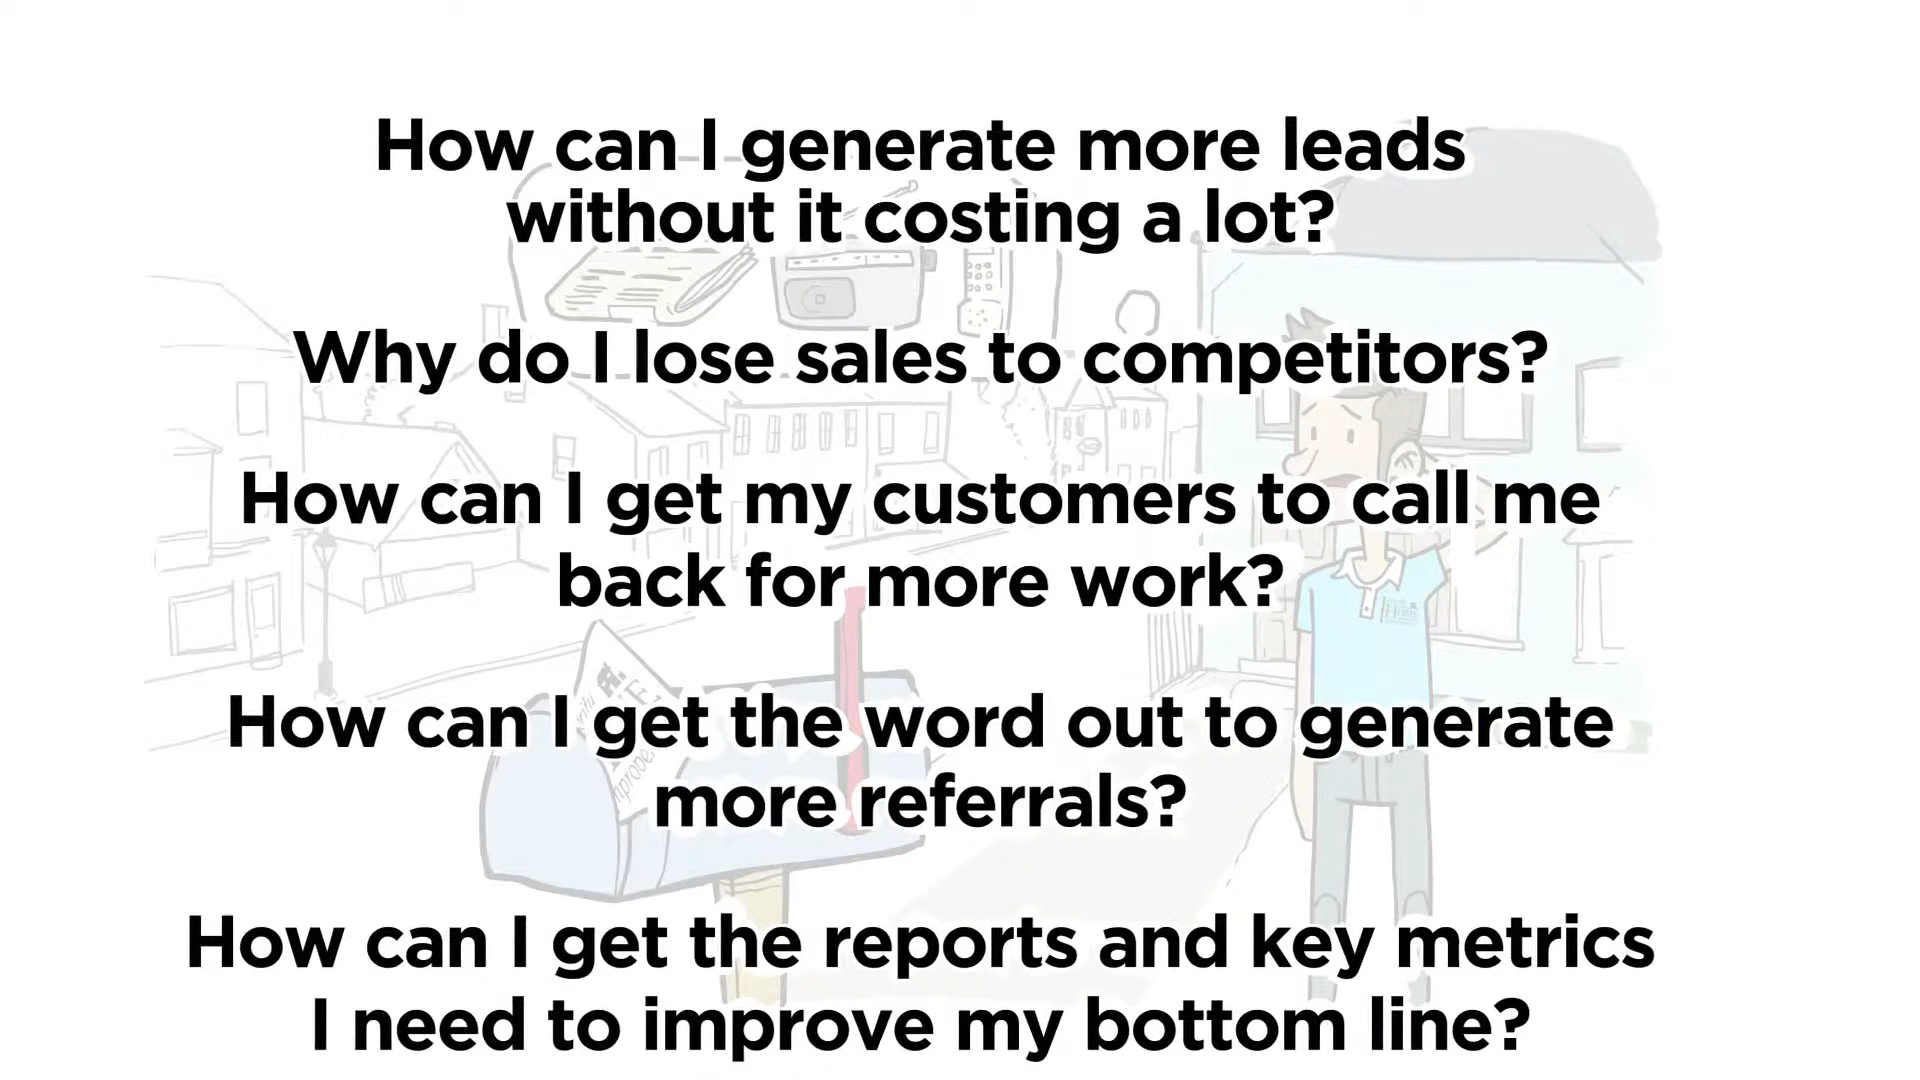 How can I generate more leads
without it costing a lot?
Why do I lose sales to competitors?
How can I get my customers to call me
back for more work?
How can I get the word out to generate
more referrals?
How can I get the reports and key metrics
I need to improve my bottom line?